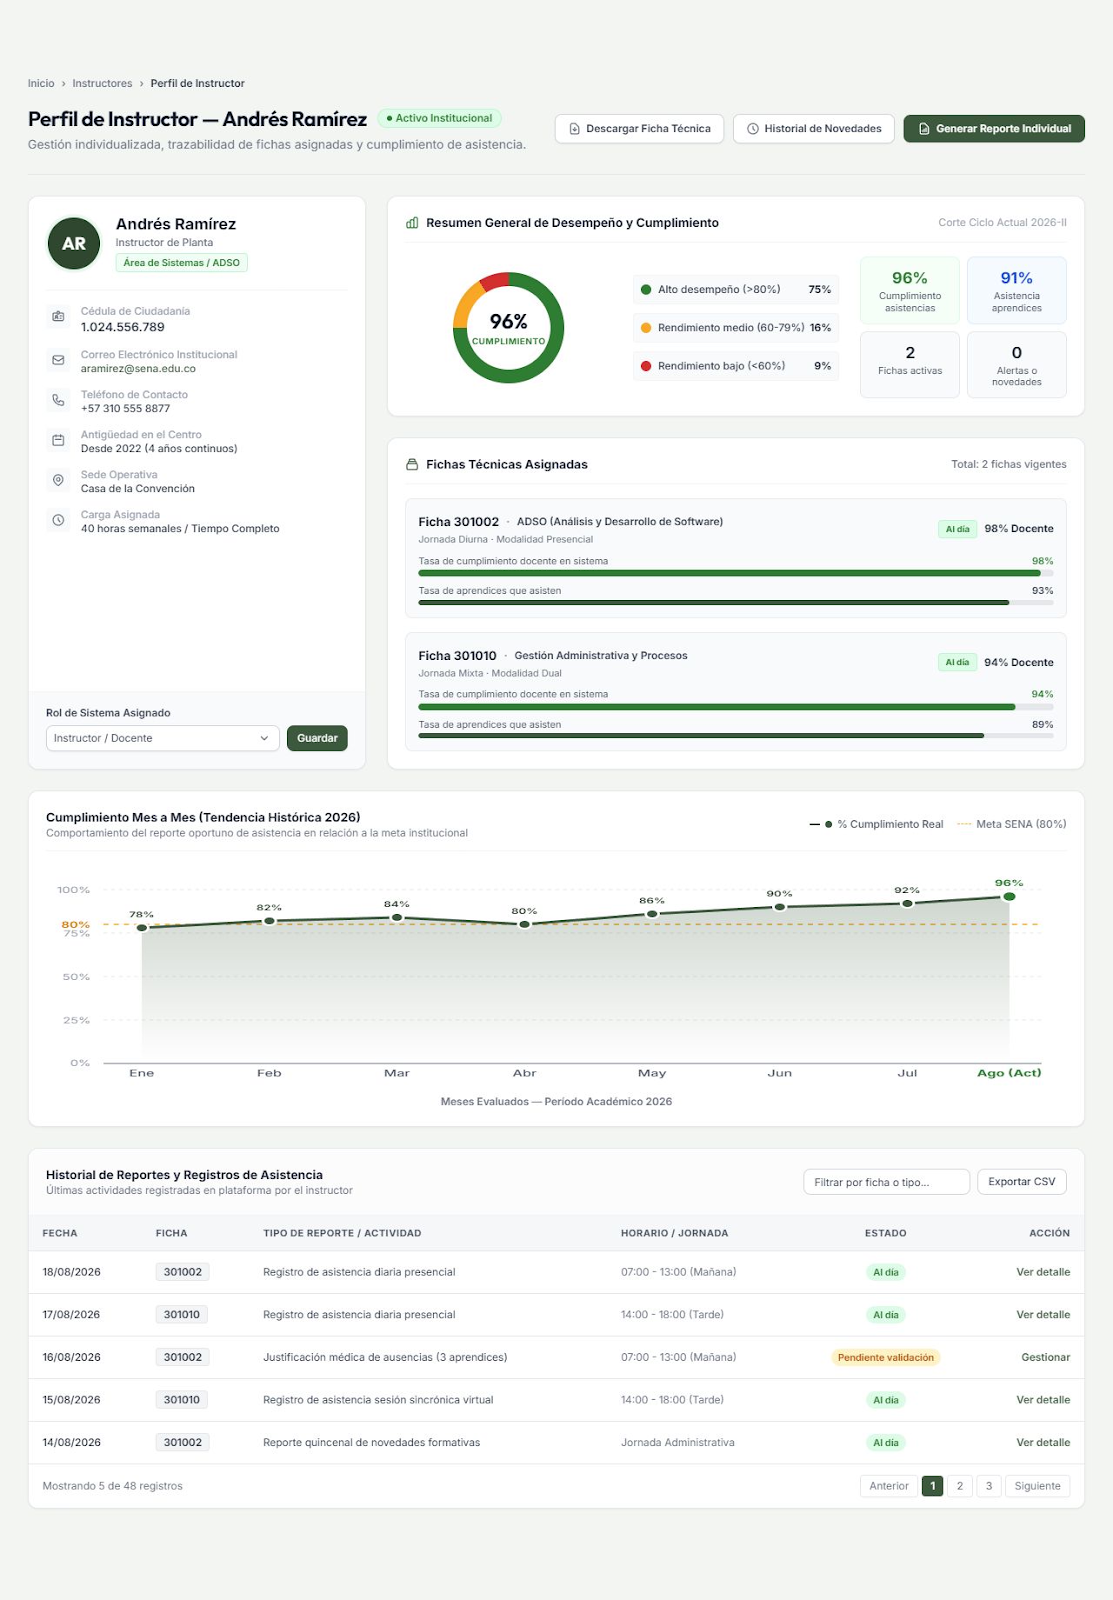 Inicio › Instructores › Perfil de Instructor
Perfil de Instructor — Andrés Ramírez
Activo Institucional
Gestión individualizada, trazabilidad de fichas asignadas y cumplimiento de asistencia.
Descargar Ficha Técnica
Historial de Novedades
Generar Reporte Individual
AR
Andrés Ramírez
Instructor de Planta
Área de Sistemas / ADSO
Cédula de Ciudadanía
1.024.556.789
Correo Electrónico Institucional
aramirez@sena.edu.co
Teléfono de Contacto
+57 310 555 8877
Antigüedad en el Centro
Desde 2022 (4 años continuos)
Sede Operativa
Casa de la Convención
Carga Asignada
40 horas semanales / Tiempo Completo
Rol de Sistema Asignado
Instructor / Docente
Guardar
Resumen General de Desempeño y Cumplimiento
Corte Ciclo Actual 2026-II
96%
CUMPLIMIENTO
Alto desempeño (>80%) 75%
Rendimiento medio (60-79%) 16%
Rendimiento bajo (<60%) 9%
96%
Cumplimiento
asistencias
91%
Asistencia
aprendices
2
Fichas activas
0
Alertas o
novedades
Fichas Técnicas Asignadas
Total: 2 fichas vigentes
Ficha 301002 · ADSO (Análisis y Desarrollo de Software)
Al día 98% Docente
Jornada Diurna · Modalidad Presencial
Tasa de cumplimiento docente en sistema 98%
Tasa de aprendices que asisten 93%
Ficha 301010 · Gestión Administrativa y Procesos
Al día 94% Docente
Jornada Mixta · Modalidad Dual
Tasa de cumplimiento docente en sistema 94%
Tasa de aprendices que asisten 89%
Cumplimiento Mes a Mes (Tendencia Histórica 2026)
Comportamiento del reporte oportuno de asistencia en relación a la meta institucional
% Cumplimiento Real
Meta SENA (80%)
100%
80%
75%
50%
25%
0%
78%
82%
84%
80%
86%
90%
92%
96%
Ene Feb Mar Abr May Jun Jul Ago (Act)
Meses Evaluados — Período Académico 2026
Historial de Reportes y Registros de Asistencia
Últimas actividades registradas en plataforma por el instructor
Filtrar por ficha o tipo...
Exportar CSV
FECHA FICHA TIPO DE REPORTE / ACTIVIDAD HORARIO / JORNADA ESTADO ACCIÓN
18/08/2026 301002 Registro de asistencia diaria presencial 07:00 - 13:00 (Mañana) Al día Ver detalle
17/08/2026 301010 Registro de asistencia diaria presencial 14:00 - 18:00 (Tarde) Al día Ver detalle
16/08/2026 301002 Justificación médica de ausencias (3 aprendices) 07:00 - 13:00 (Mañana) Pendiente validación Gestionar
15/08/2026 301010 Registro de asistencia sesión sincrónica virtual 14:00 - 18:00 (Tarde) Al día Ver detalle
14/08/2026 301002 Reporte quincenal de novedades formativas Jornada Administrativa Al día Ver detalle
Mostrando 5 de 48 registros
Anterior 1 2 3 Siguiente